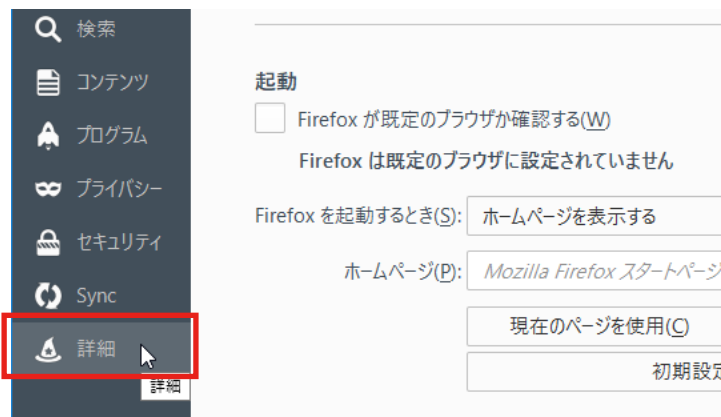 検索
コンテンツ
プログラム
プライバシー
セキュリティ
Sync
詳細
詳細
起動
Firefox が既定のブラウザか確認する(W)
Firefox は既定のブラウザに設定されていません
Firefox を起動するとき(S): ホームページを表示する
ホームページ(P): Mozilla Firefox スタートページ
現在のページを使用(C)
初期設定